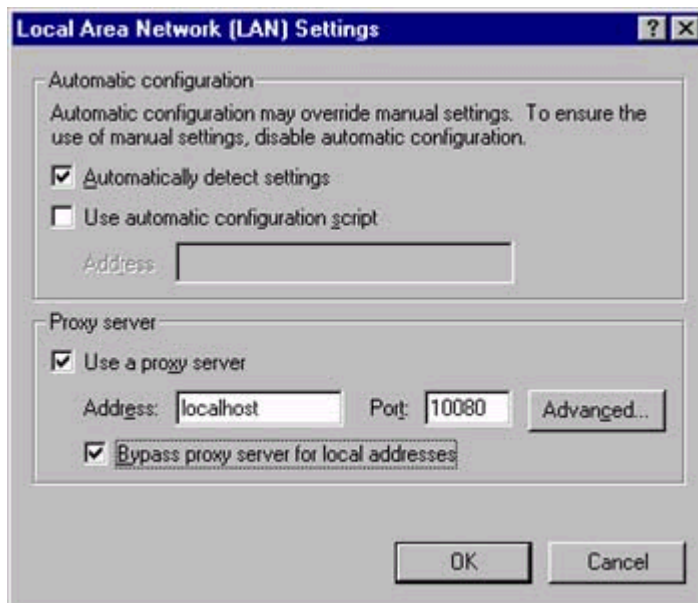 Local Area Network (LAN) Settings
Automatic configuration
Automatic configuration may override manual settings. To ensure the
use of manual settings, disable automatic configuration.
Automatically detect settings
Use automatic configuration script
Address
Proxy server
Use a proxy server
Address: localhost Port: 10080 Advanced...
Bypass proxy server for local addresses
OK Cancel